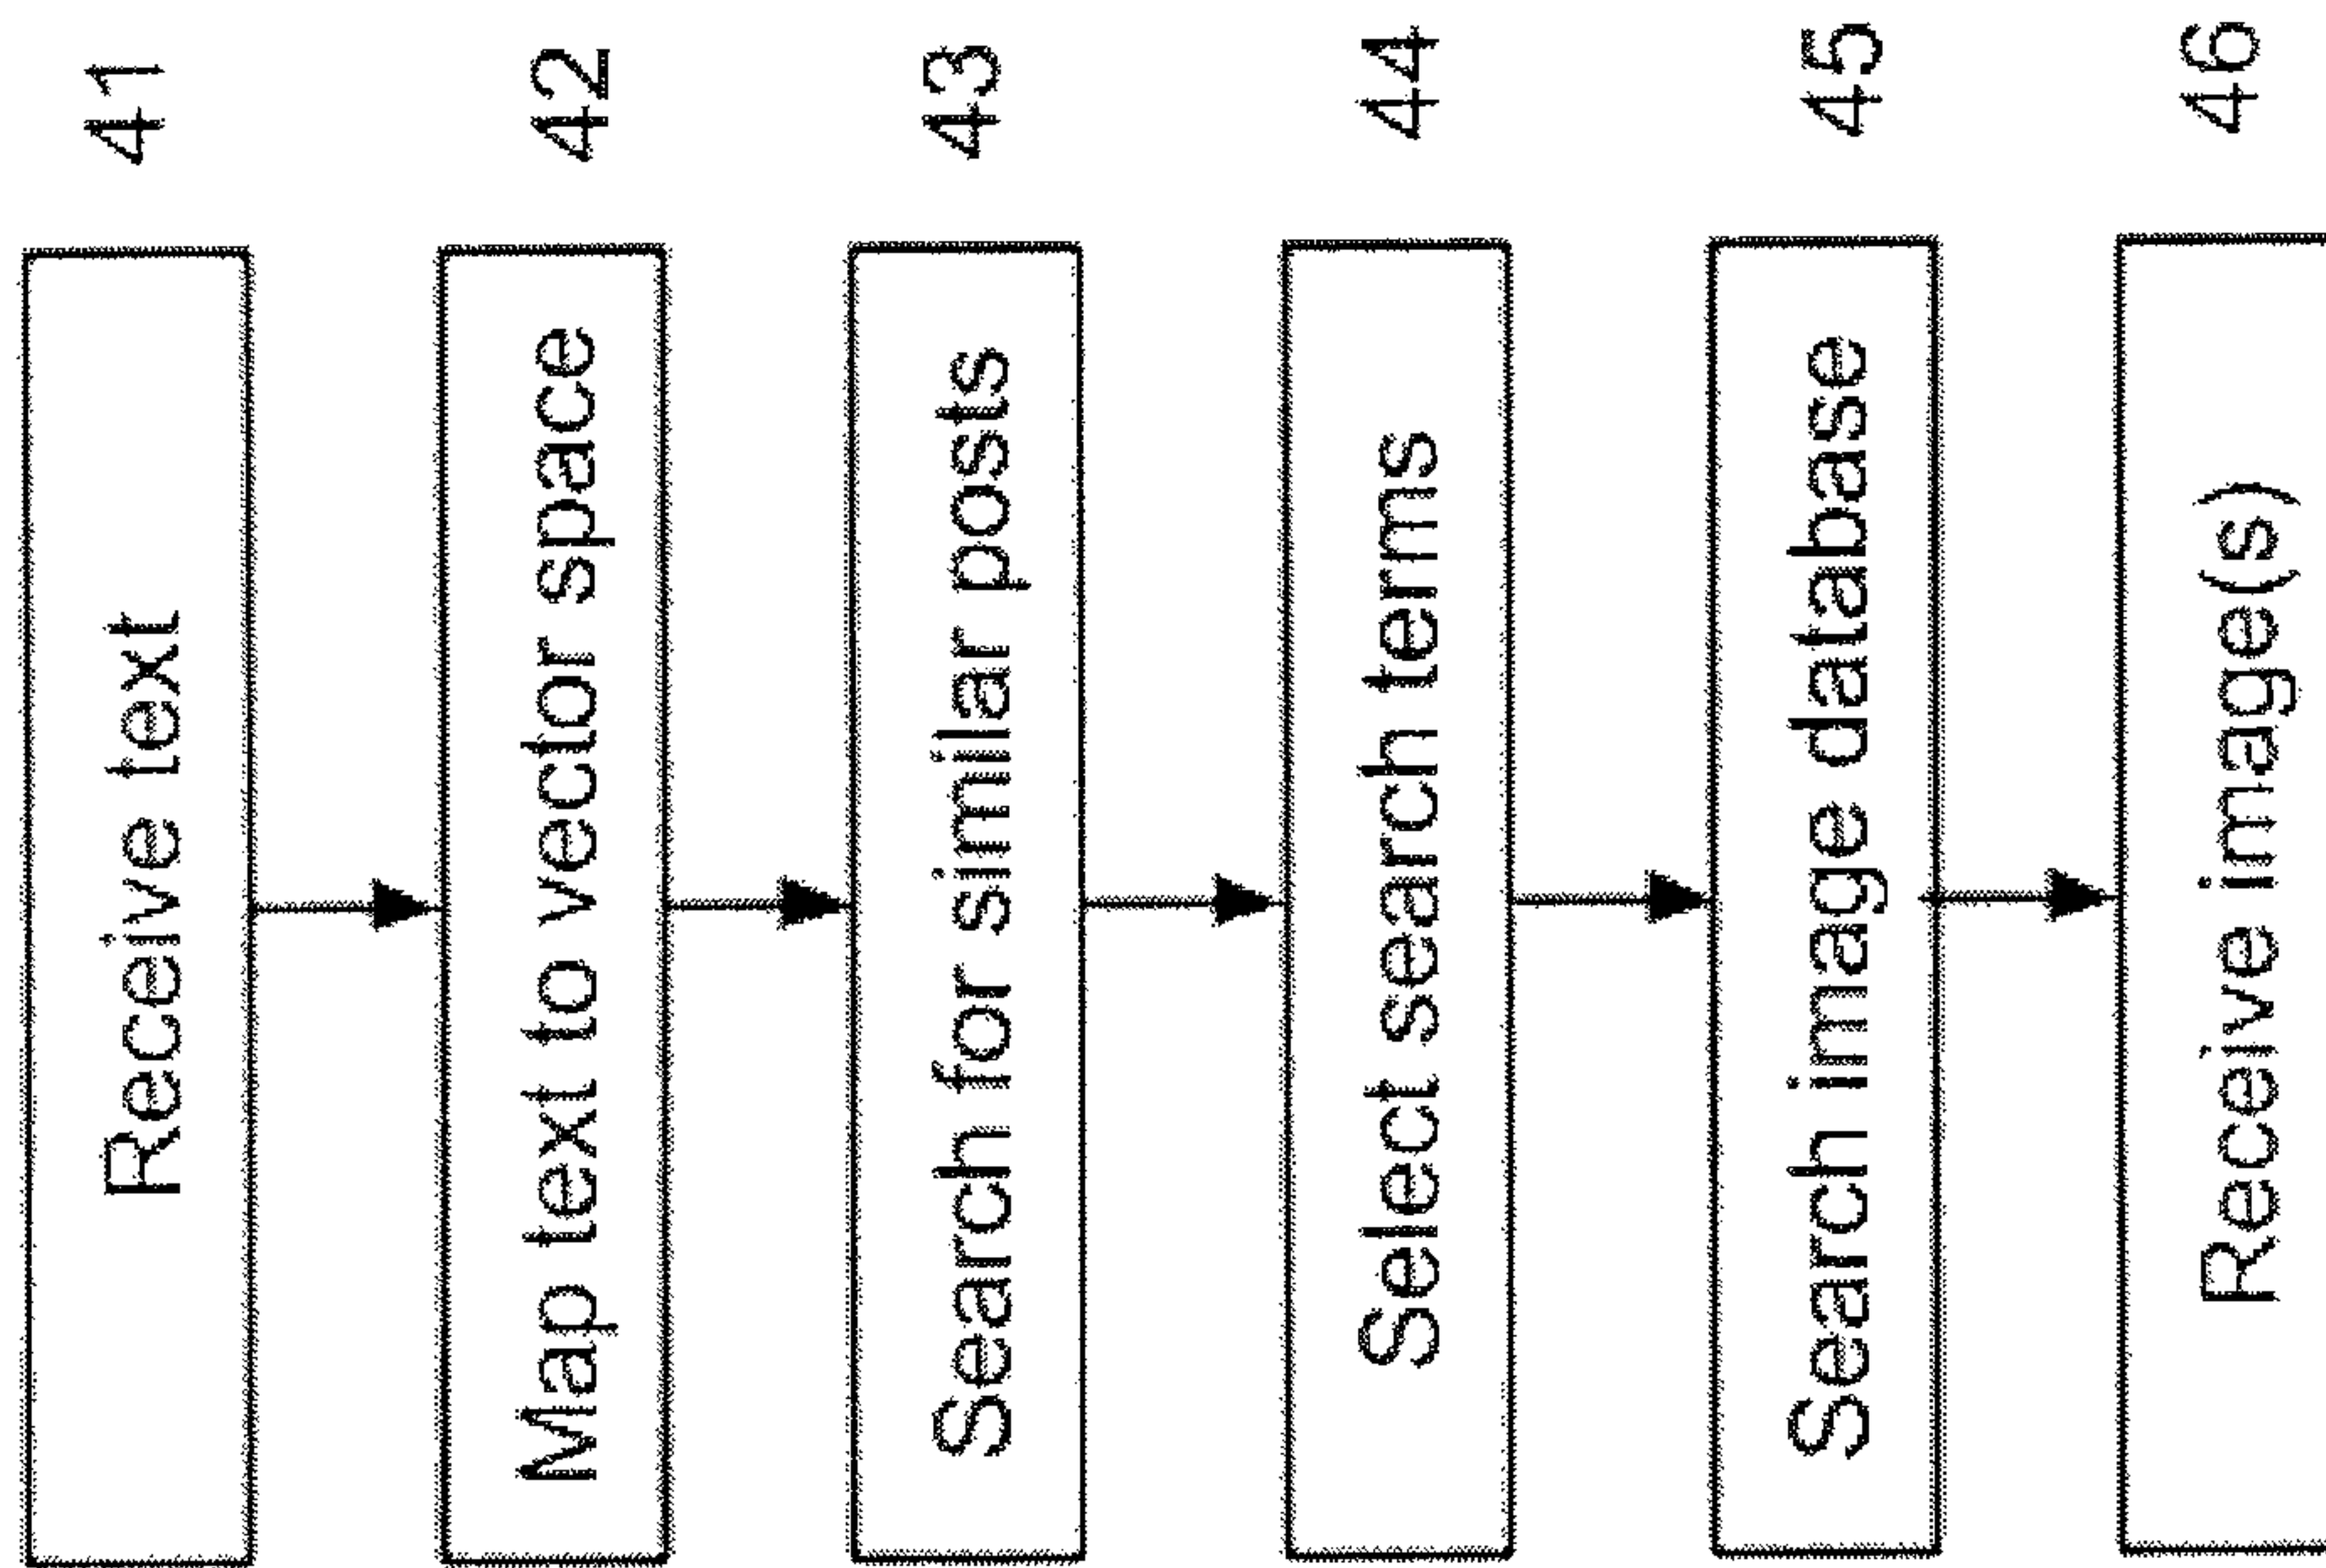 Receive text 41
Map text to vector space 42
Search for similar posts 43
Select search terms 44
Search image database 45
Receive image(s) 46